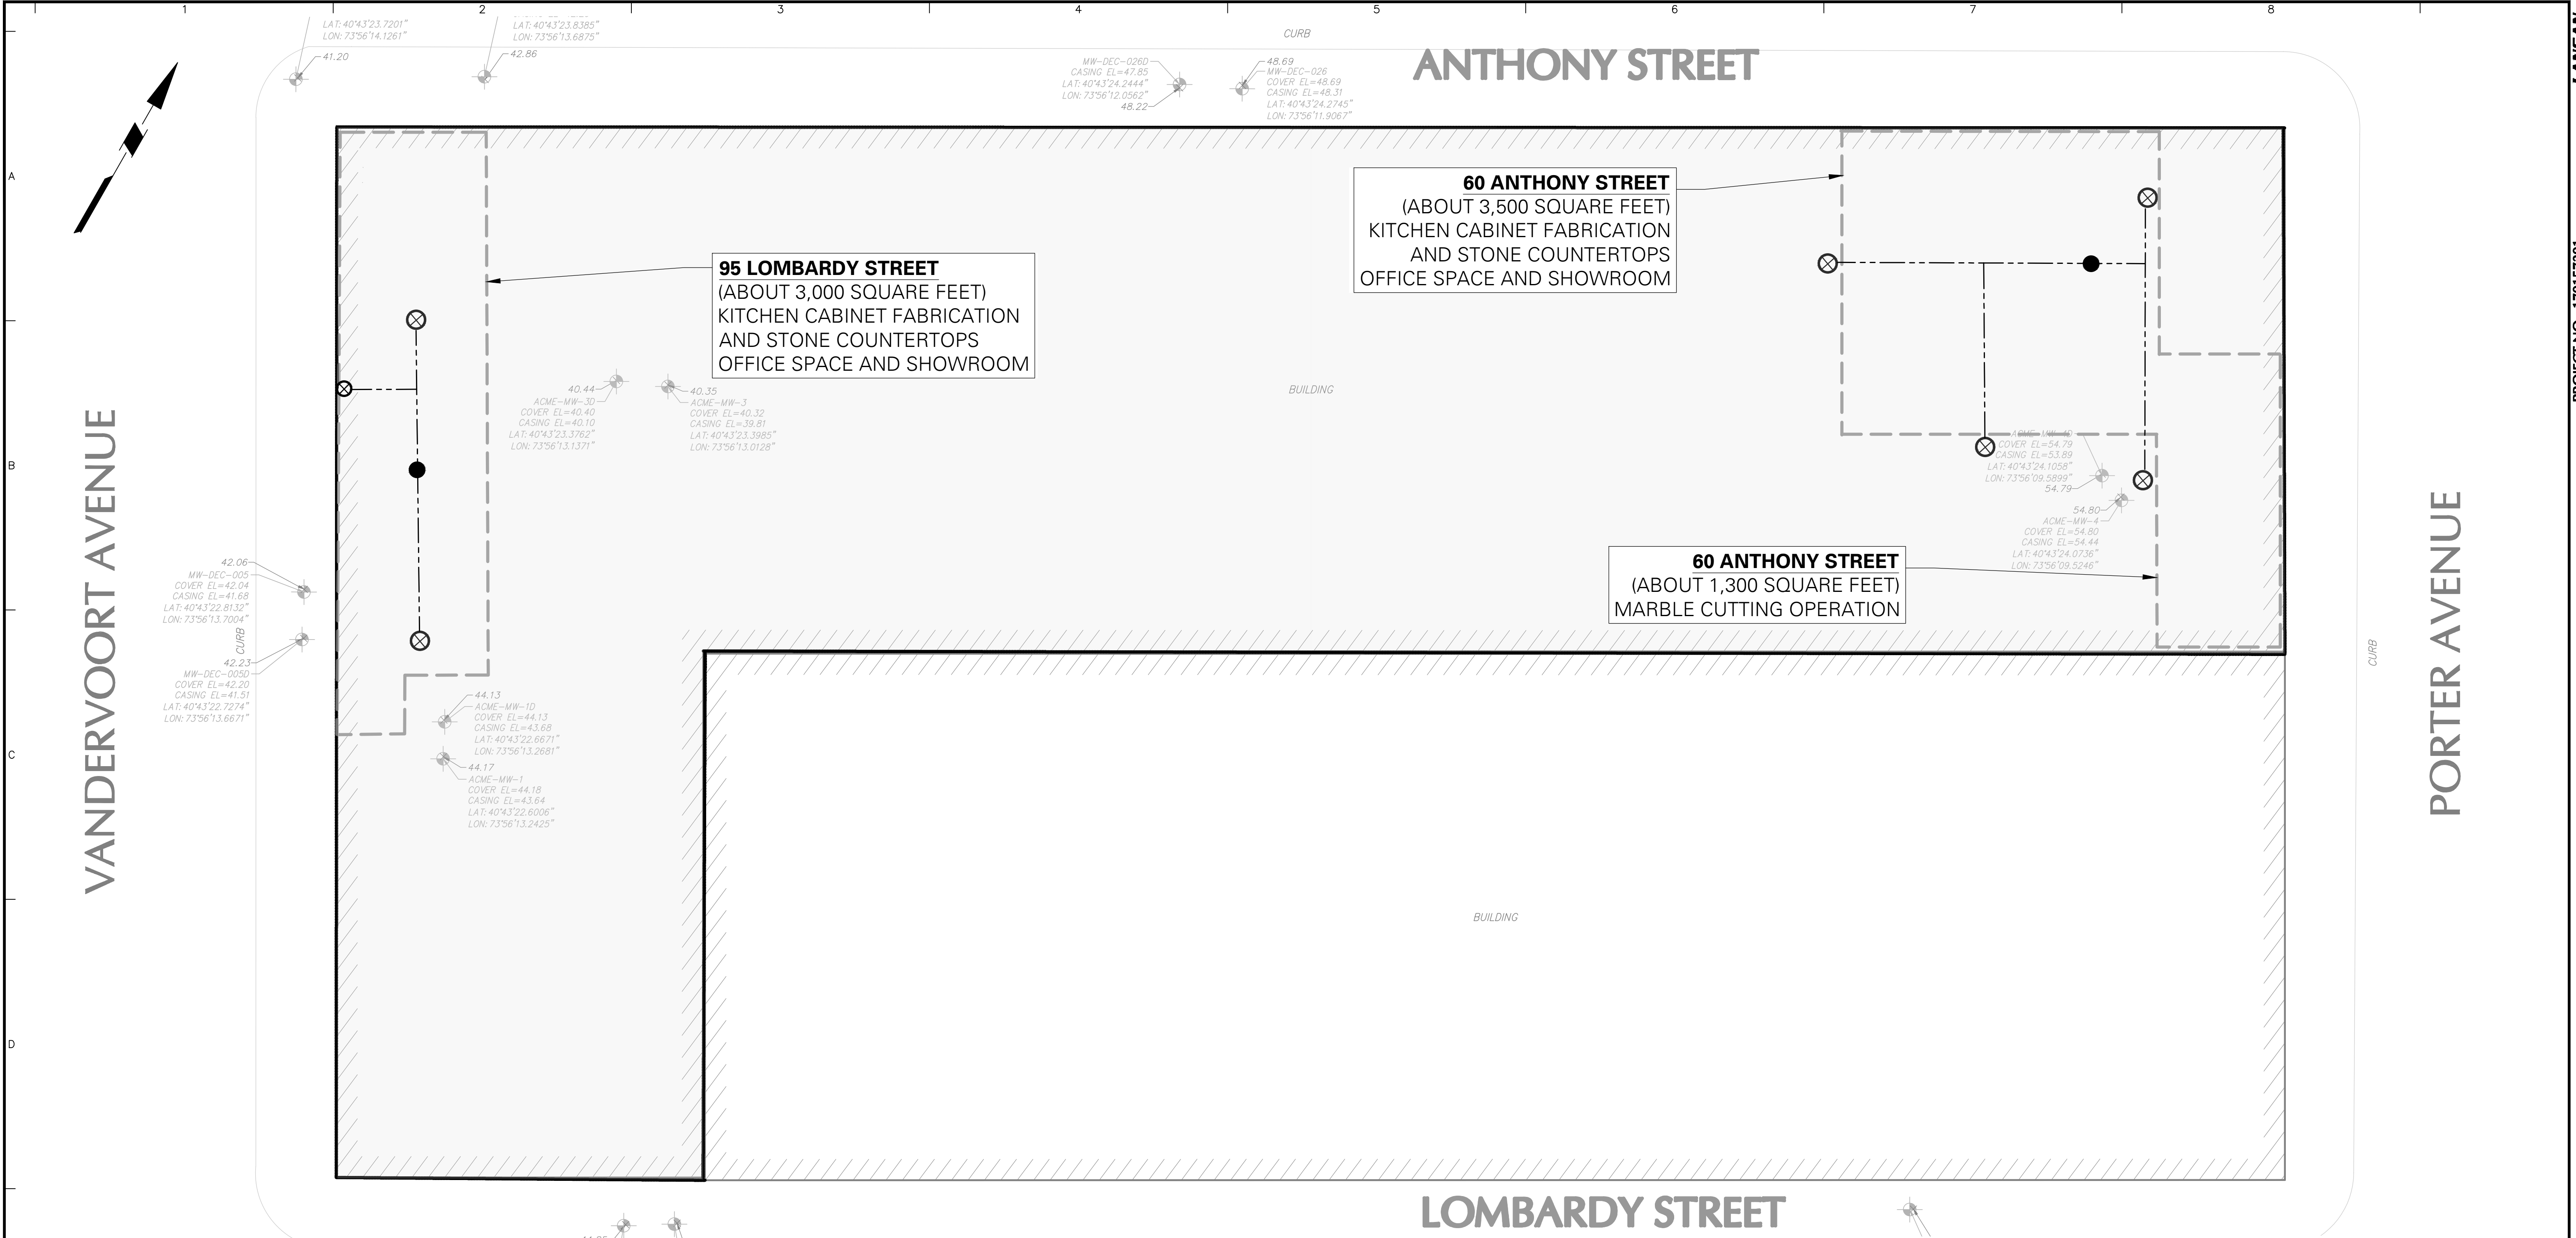 1
2
3
4
5
6
7
8
LAT: 40°43'23.7201"
LON: 73°56'14.1261"
41.20
LAT: 40°43'23.8385"
LON: 73°56'13.6875"
42.86
CURB
ANTHONY STREET
MW-DEC-026D
CASING EL=47.85
LAT: 40°43'24.2444"
LON: 73°56'12.0562"
48.22
48.69
MW-DEC-026
COVER EL=48.69
CASING EL=48.31
LAT: 40°43'24.2745"
LON: 73°56'11.9067"
A
60 ANTHONY STREET
(ABOUT 3,500 SQUARE FEET)
KITCHEN CABINET FABRICATION
AND STONE COUNTERTOPS
OFFICE SPACE AND SHOWROOM
95 LOMBARDY STREET
(ABOUT 3,000 SQUARE FEET)
KITCHEN CABINET FABRICATION
AND STONE COUNTERTOPS
OFFICE SPACE AND SHOWROOM
40.44
ACME-MW-3D
COVER EL=40.40
CASING EL=40.10
LAT: 40°43'23.3762"
LON: 73°56'13.1371"
40.35
ACME-MW-3
COVER EL=40.32
CASING EL=39.81
LAT: 40°43'23.3985"
LON: 73°56'13.0128"
BUILDING
B
ACME-MW-4D
COVER EL=54.79
CASING EL=53.89
LAT: 40°43'24.1058"
LON: 73°56'09.5899"
54.79
54.80
ACME-MW-4
COVER EL=54.80
CASING EL=54.44
LAT: 40°43'24.0736"
LON: 73°56'09.5246"
60 ANTHONY STREET
(ABOUT 1,300 SQUARE FEET)
MARBLE CUTTING OPERATION
VANDERVOORT AVENUE
42.06
MW-DEC-005
COVER EL=42.04
CASING EL=41.68
LAT: 40°43'22.8132"
LON: 73°56'13.7004"
CURB
42.23
MW-DEC-005D
COVER EL=42.20
CASING EL=41.51
LAT: 40°43'22.7274"
LON: 73°56'13.6671"
44.13
ACME-MW-1D
COVER EL=44.13
CASING EL=43.68
LAT: 40°43'22.6671"
LON: 73°56'13.2681"
44.17
ACME-MW-1
COVER EL=44.18
CASING EL=43.64
LAT: 40°43'22.6006"
LON: 73°56'13.2425"
CURB
PORTER AVENUE
C
BUILDING
D
LOMBARDY STREET